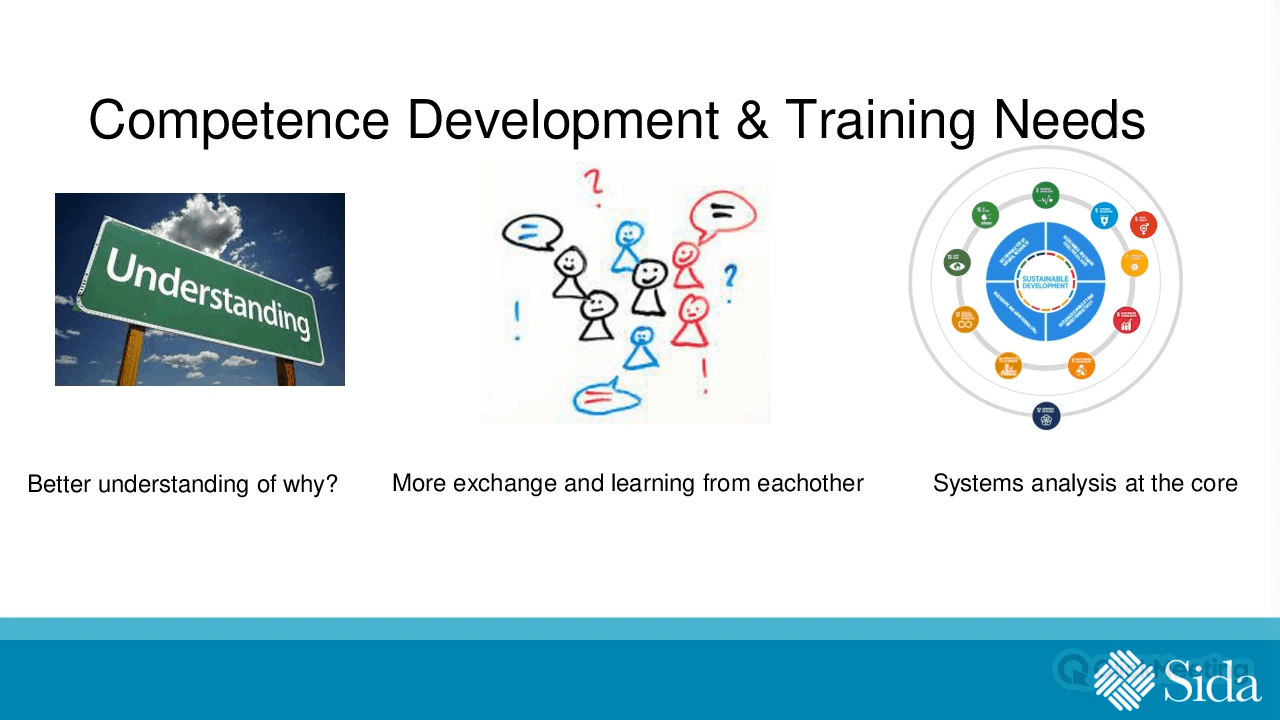 Competence Development & Training Needs
Understanding
SUSTAINABLE
DEVELOPMENT
Better understanding of why?
More exchange and learning from eachother
Systems analysis at the core
Sida